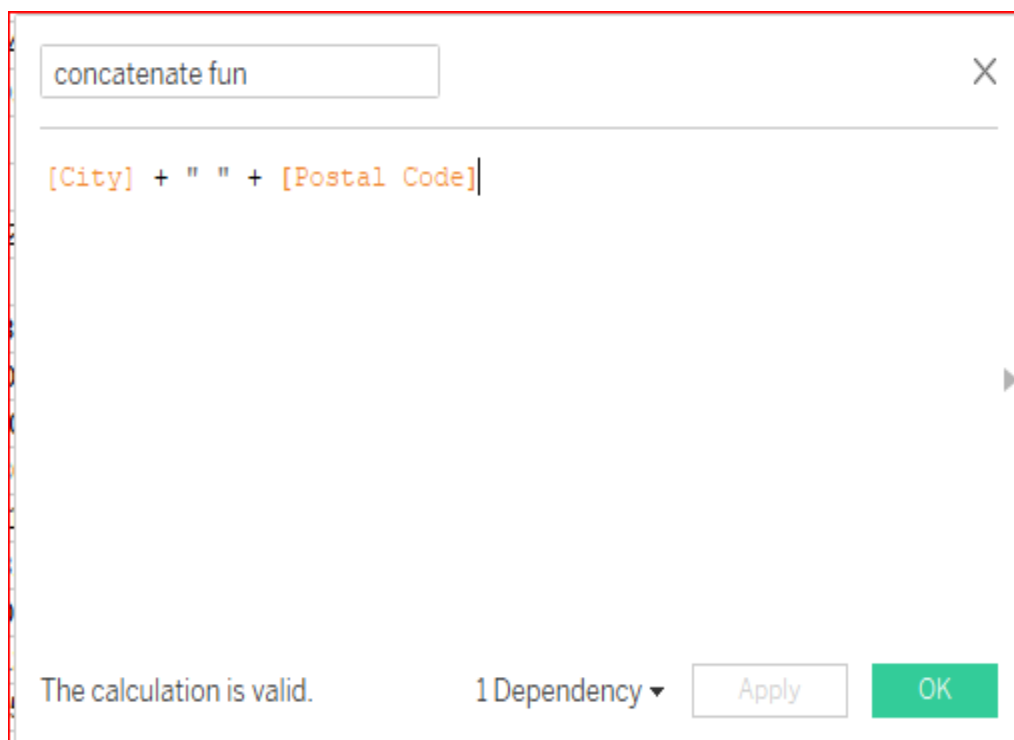 concatenate fun
[City] + " " + [Postal Code]
The calculation is valid. 1 Dependency Apply OK